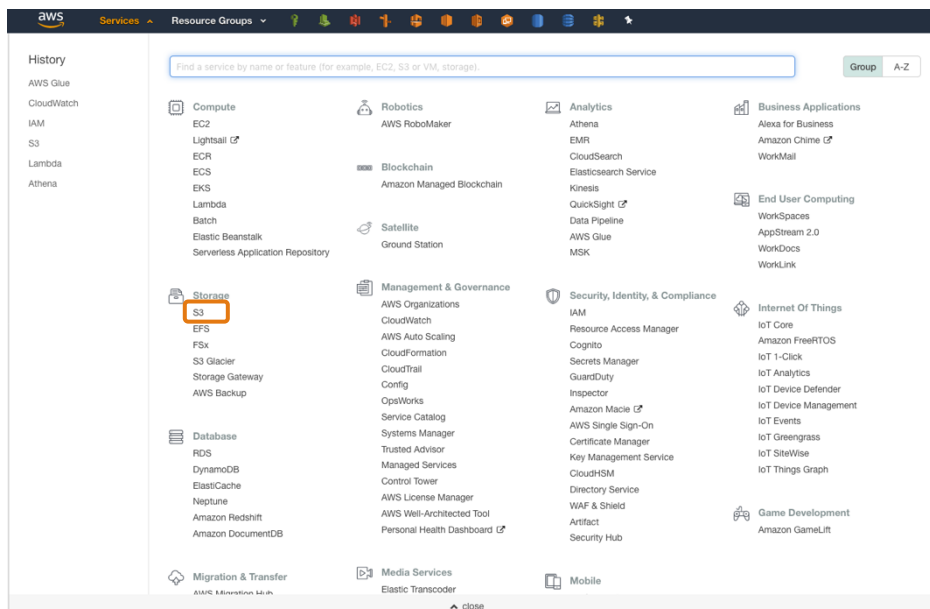 aws
Services
Resource Groups
History
AWS Glue
CloudWatch
IAM
S3
Lambda
Athena
Find a service by name or feature (for example, EC2, S3 or VM, storage).
Group
A-Z
Compute
EC2
Lightsail
ECR
ECS
EKS
Lambda
Batch
Elastic Beanstalk
Serverless Application Repository
Storage
S3
EFS
FSx
S3 Glacier
Storage Gateway
AWS Backup
Database
RDS
DynamoDB
ElastiCache
Neptune
Amazon Redshift
Amazon DocumentDB
Migration & Transfer
AWS Migration Hub
Robotics
AWS RoboMaker
Blockchain
Amazon Managed Blockchain
Satellite
Ground Station
Management & Governance
AWS Organizations
CloudWatch
AWS Auto Scaling
CloudFormation
CloudTrail
Config
OpsWorks
Service Catalog
Systems Manager
Trusted Advisor
Managed Services
Control Tower
AWS License Manager
AWS Well-Architected Tool
Personal Health Dashboard
Media Services
Elastic Transcoder
Analytics
Athena
EMR
CloudSearch
Elasticsearch Service
Kinesis
QuickSight
Data Pipeline
AWS Glue
MSK
Security, Identity, & Compliance
IAM
Resource Access Manager
Cognito
Secrets Manager
GuardDuty
Inspector
Amazon Macie
AWS Single Sign-On
Certificate Manager
Key Management Service
CloudHSM
Directory Service
WAF & Shield
Artifact
Security Hub
Mobile
Business Applications
Alexa for Business
Amazon Chime
WorkMail
End User Computing
WorkSpaces
AppStream 2.0
WorkDocs
WorkLink
Internet Of Things
IoT Core
Amazon FreeRTOS
IoT 1-Click
IoT Analytics
IoT Device Defender
IoT Device Management
IoT Events
IoT Greengrass
IoT SiteWise
IoT Things Graph
Game Development
Amazon GameLift
close